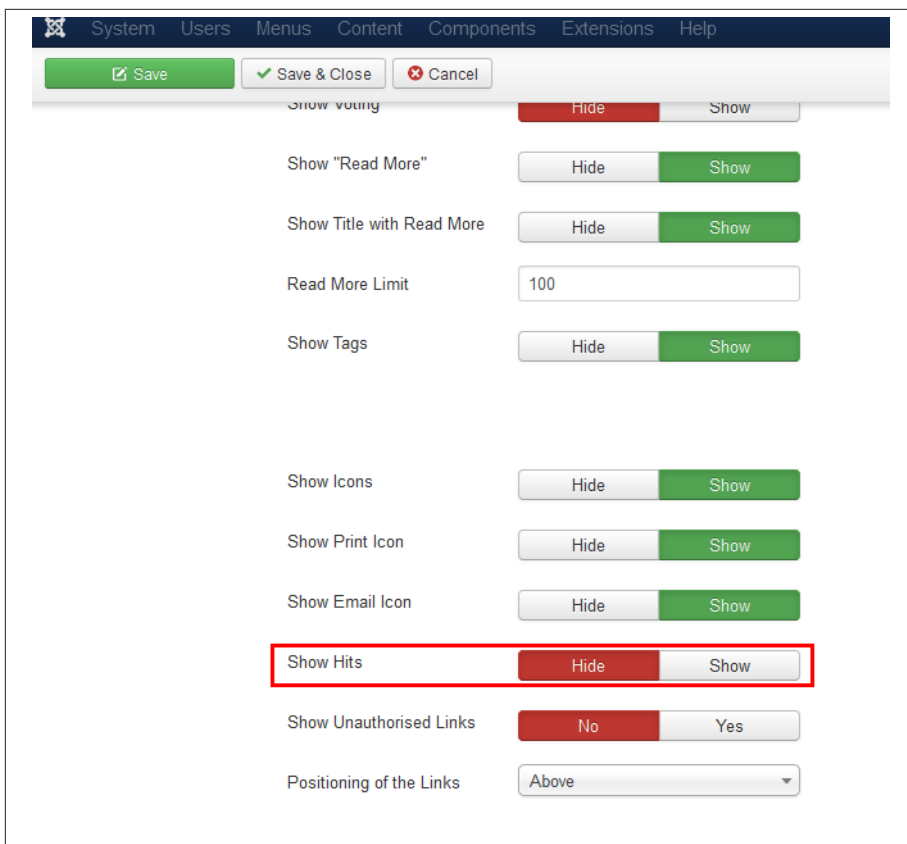 System Users Menus Content Components Extensions Help
Save Save & Close Cancel
Show Voting Hide Show
Show "Read More" Hide Show
Show Title with Read More Hide Show
Read More Limit 100
Show Tags Hide Show
Show Icons Hide Show
Show Print Icon Hide Show
Show Email Icon Hide Show
Show Hits Hide Show
Show Unauthorised Links No Yes
Positioning of the Links Above